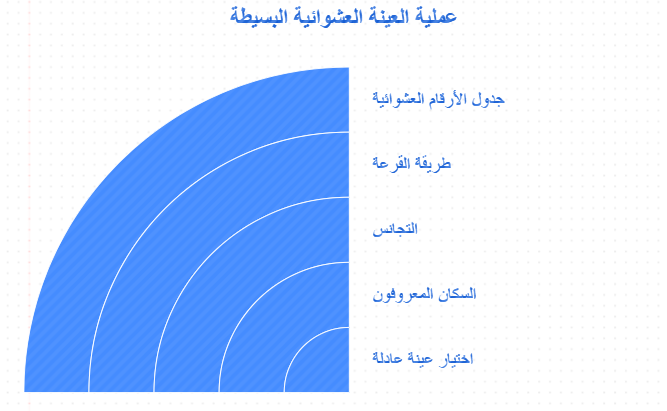 عملية العينة العشوائية البسيطة
جدول الأرقام العشوائية
طريقة القرعة
التجانس
السكان المعروفون
اختيار عينة عادلة